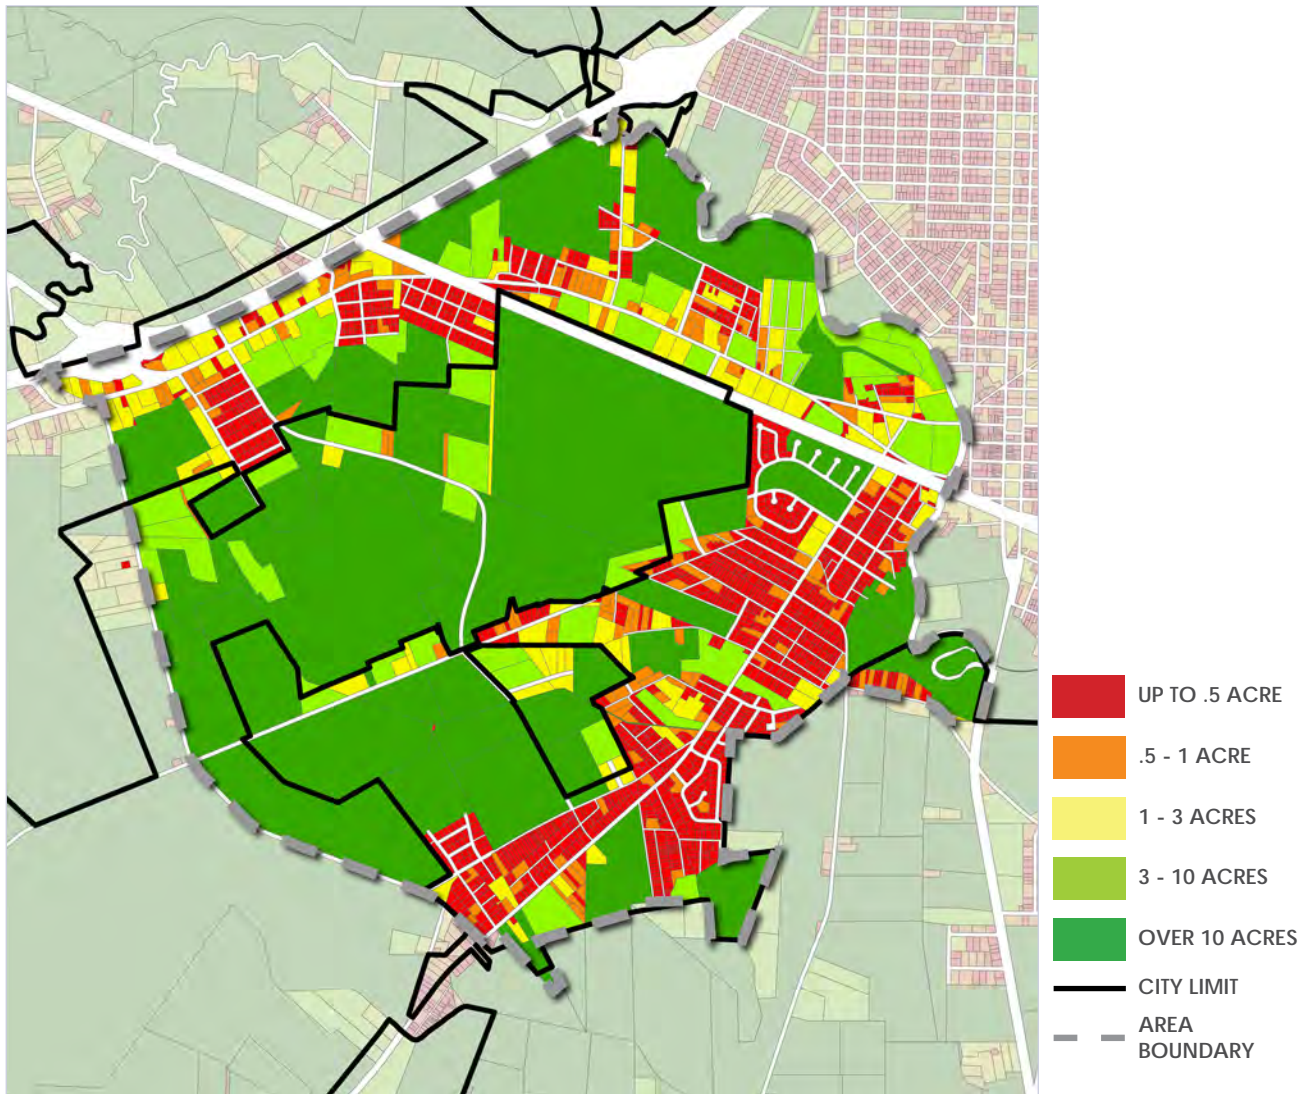 UP TO .5 ACRE
.5 - 1 ACRE
1 - 3 ACRES
3 - 10 ACRES
OVER 10 ACRES
CITY LIMIT
AREA
BOUNDARY